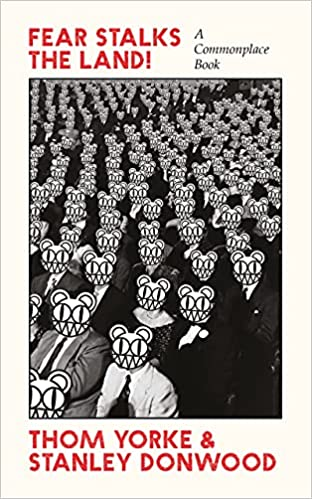 FEAR STALKS
THE LAND!
A
Commonplace
Book
THOM YORKE &
STANLEY DONWOOD